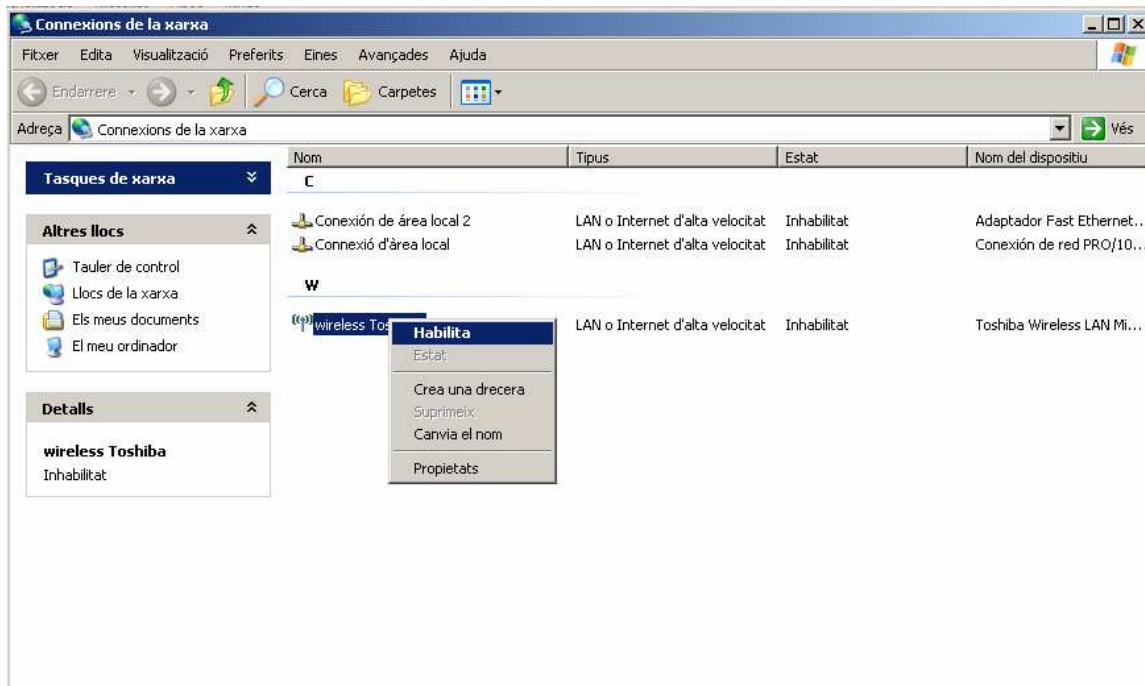 Connexions de la xarxa
Fitxer Edita Visualització Preferits Eines Avançades Ajuda
Endarrere Cerca Carpetes
Adreça Connexions de la xarxa Vés
Tasques de xarxa
Altres llocs
Tauler de control
Llocs de la xarxa
Els meus documents
El meu ordinador
Detalls
wireless Toshiba
Inhabilitat
Nom Tipus Estat Nom del dispositiu
C
Conexión de área local 2 LAN o Internet d'alta velocitat Inhabilitat Adaptador Fast Ethernet...
Connexió d'àrea local LAN o Internet d'alta velocitat Inhabilitat Conexión de red PRO/10...
W
wireless Tos LAN o Internet d'alta velocitat Inhabilitat Toshiba Wireless LAN Mi...
Habilita
Estat
Crea una drecera
Suprimeix
Canvia el nom
Propietats